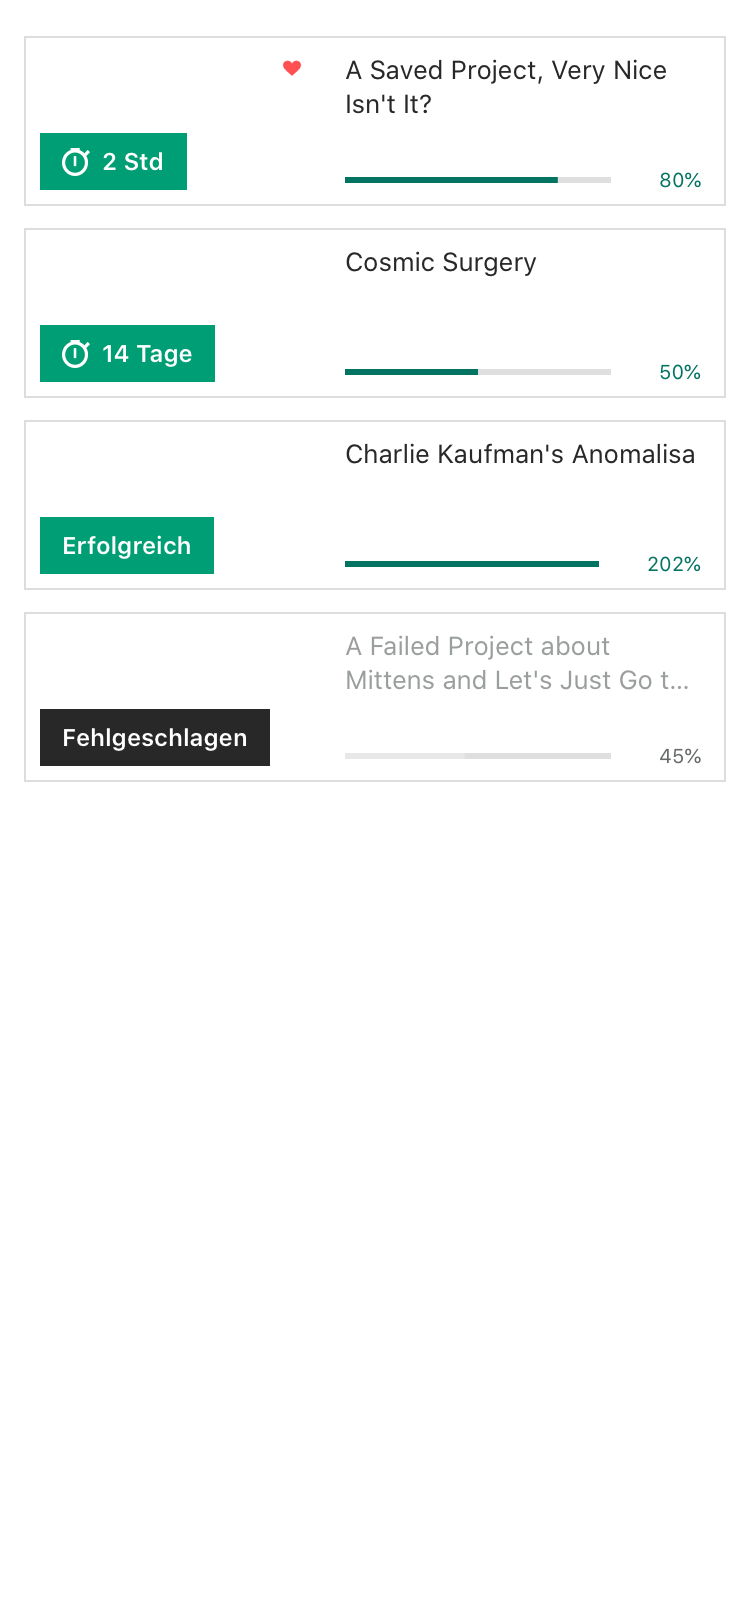 A Saved Project, Very Nice
Isn't It?
2 Std
80%
Cosmic Surgery
14 Tage
50%
Charlie Kaufman's Anomalisa
Erfolgreich
202%
A Failed Project about
Mittens and Let's Just Go t...
Fehlgeschlagen
45%